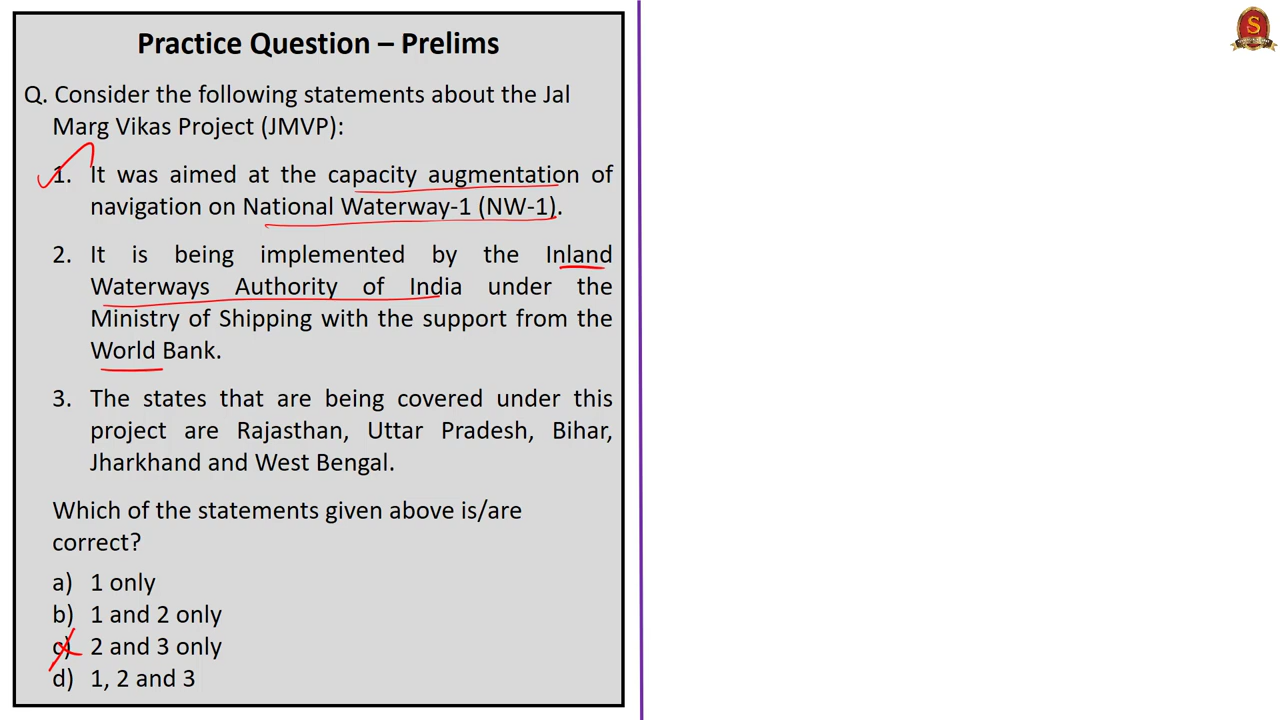 Practice Question – Prelims
Q. Consider the following statements about the Jal
Marg Vikas Project (JMVP):
1. It was aimed at the capacity augmentation of
navigation on National Waterway-1 (NW-1).
2. It is being implemented by the Inland
Waterways Authority of India under the
Ministry of Shipping with the support from the
World Bank.
3. The states that are being covered under this
project are Rajasthan, Uttar Pradesh, Bihar,
Jharkhand and West Bengal.
Which of the statements given above is/are
correct?
a) 1 only
b) 1 and 2 only
c) 2 and 3 only
d) 1, 2 and 3
S